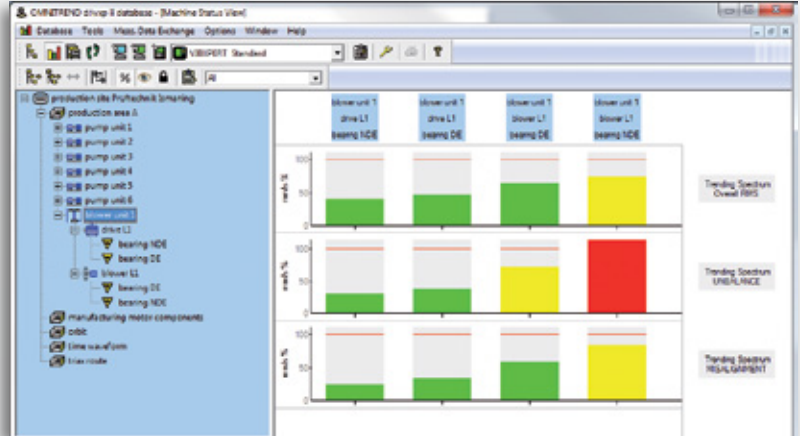 OMNITREND drivxp 8 database - [Machine Status View]
Database Tools Meas.Data Exchange Options Window Help
VIBXPERT Standard
All
production site Pruftechnik Ismaning
production area A
pump unit 1
pump unit 2
pump unit 3
pump unit 4
pump unit 5
pump unit 6
blower unit 1
drive L1
bearing NDE
bearing DE
blower L1
bearing DE
bearing NDE
manufacturing motor components
orbit
time waveform
triax route
blower unit 1
drive L1
bearing NDE
blower unit 1
drive L1
bearing DE
blower unit 1
blower L1
bearing DE
blower unit 1
blower L1
bearing NDE
100
50
0
Trending Spectrum
Overall RMS
100
50
0
Trending Spectrum
UNBALANCE
100
50
0
Trending Spectrum
MISALIGNMENT